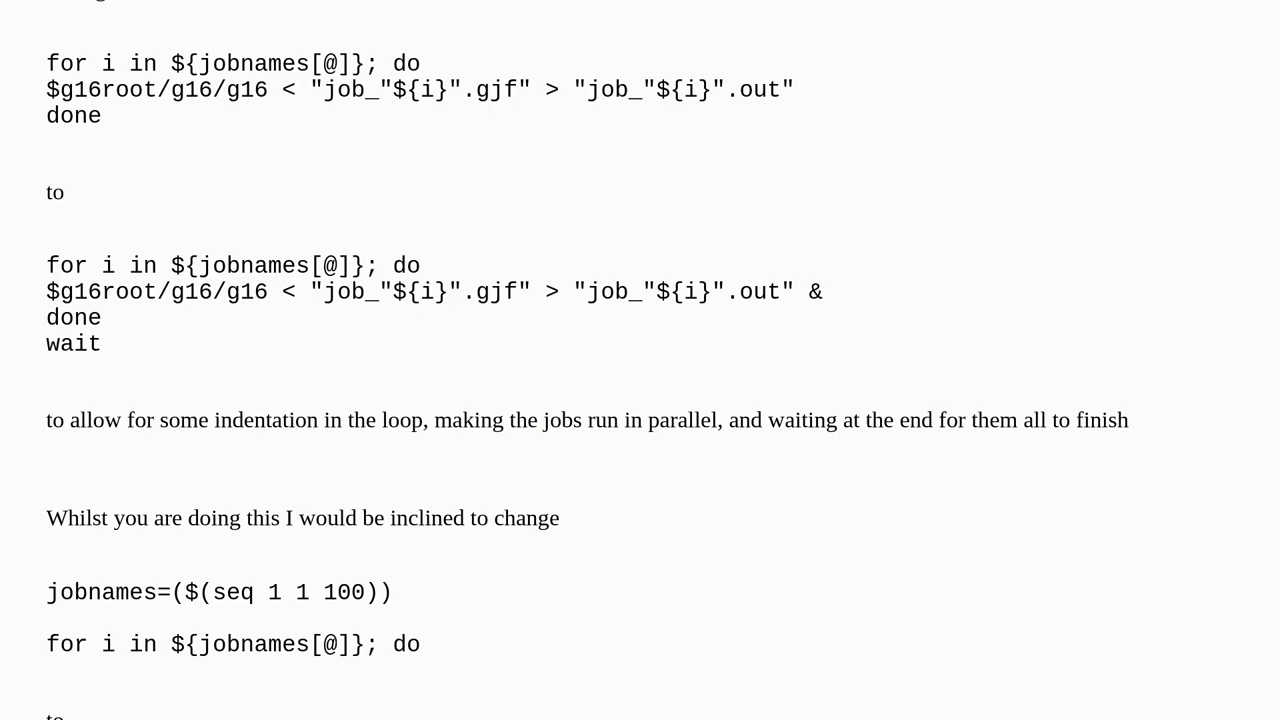 for i in ${jobnames[@]}; do
$g16root/g16/g16 < "job_"${i}".gjf" > "job_"${i}".out"
done
to
for i in ${jobnames[@]}; do
$g16root/g16/g16 < "job_"${i}".gjf" > "job_"${i}".out" &
done
wait
to allow for some indentation in the loop, making the jobs run in parallel, and waiting at the end for them all to finish
Whilst you are doing this I would be inclined to change
jobnames=($(seq 1 1 100))
for i in ${jobnames[@]}; do
to